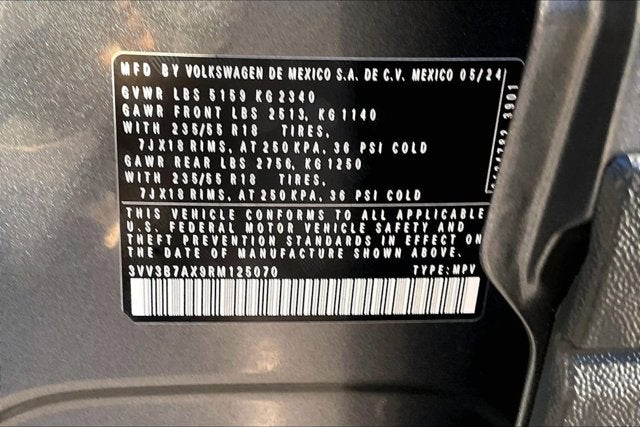 MFD BY VOLKSWAGEN DE MEXICO S.A. DE C.V. MEXICO 05/24
GVWR LBS 5159 KG 2340
GAWR FRONT LBS 2513, KG 1140
WITH 235/55 R18 TIRES,
7JX18 RIMS, AT 250 KPA, 36 PSI COLD
GAWR REAR LBS 2756, KG 1250
WITH 235/55 R18 TIRES,
7JX18 RIMS, AT 250 KPA, 36 PSI COLD
THIS VEHICLE CONFORMS TO ALL APPLICABLE
U.S. FEDERAL MOTOR VEHICLE SAFETY AND
THEFT PREVENTION STANDARDS IN EFFECT ON
THE DATE OF MANUFACTURE SHOWN ABOVE.
3VV3B7AX9RM125070 TYPE: MPV
3901